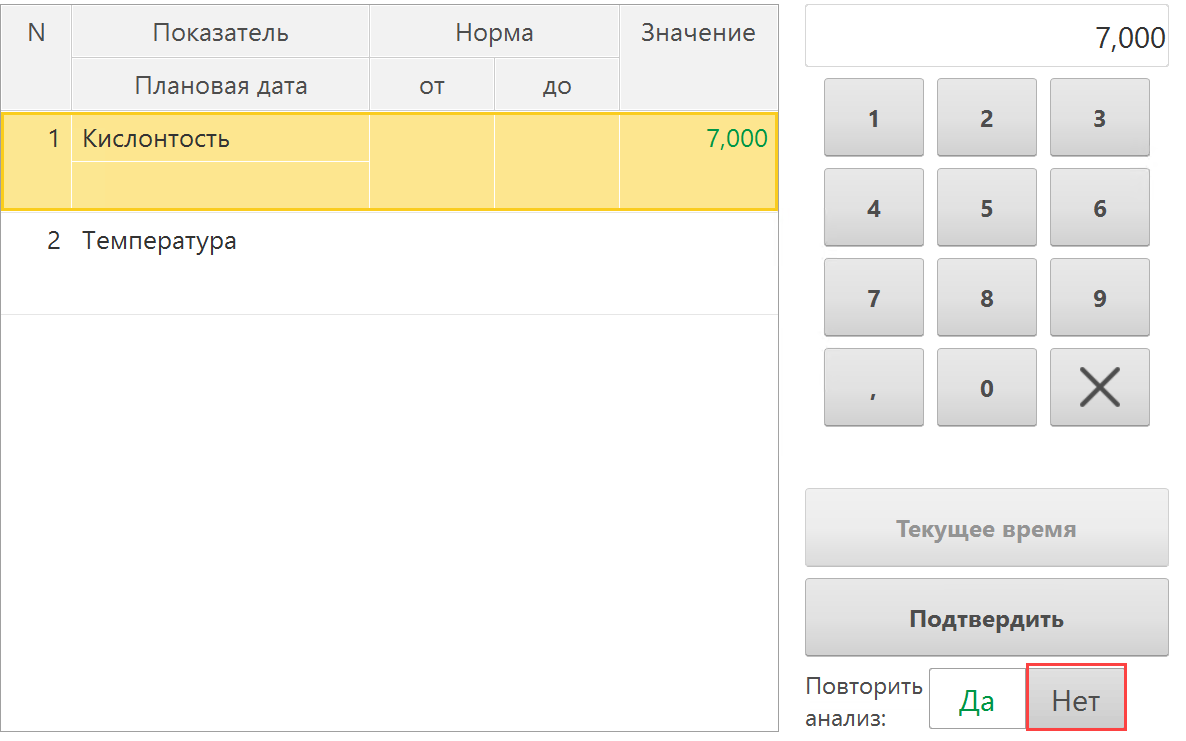 N Показатель Норма Значение
Плановая дата от до
1 Кислонтость 7,000
2 Температура
7,000
1 2 3
4 5 6
7 8 9
, 0
Текущее время
Подтвердить
Повторить
анализ:
Да Нет